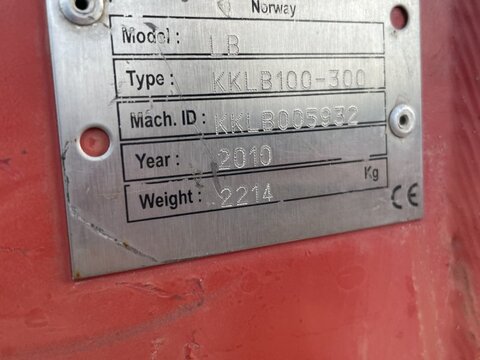 Norway
Model : LB
Type : KKLB100-300
Mach. ID : KKLB005932
Year : 2010
Weight : 2214 Kg
CE